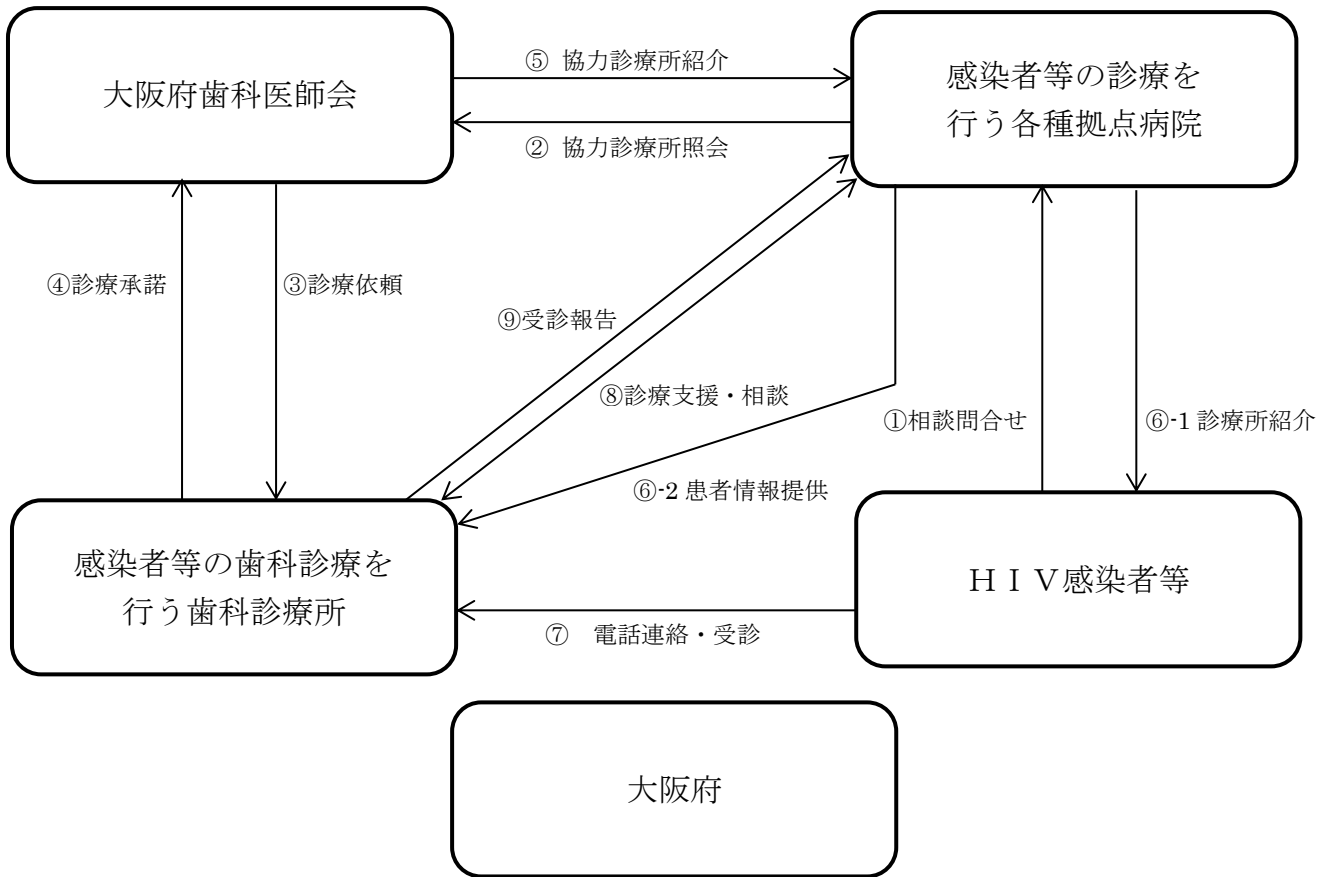 大阪府歯科医師会
⑤ 協力診療所紹介
② 協力診療所照会
感染者等の診療を
行う各種拠点病院
④診療承諾
③診療依頼
⑨受診報告
⑧診療支援・相談
①相談問合せ
⑥-1 診療所紹介
⑥-2 患者情報提供
感染者等の歯科診療を
行う歯科診療所
⑦ 電話連絡・受診
ＨＩＶ感染者等
大阪府